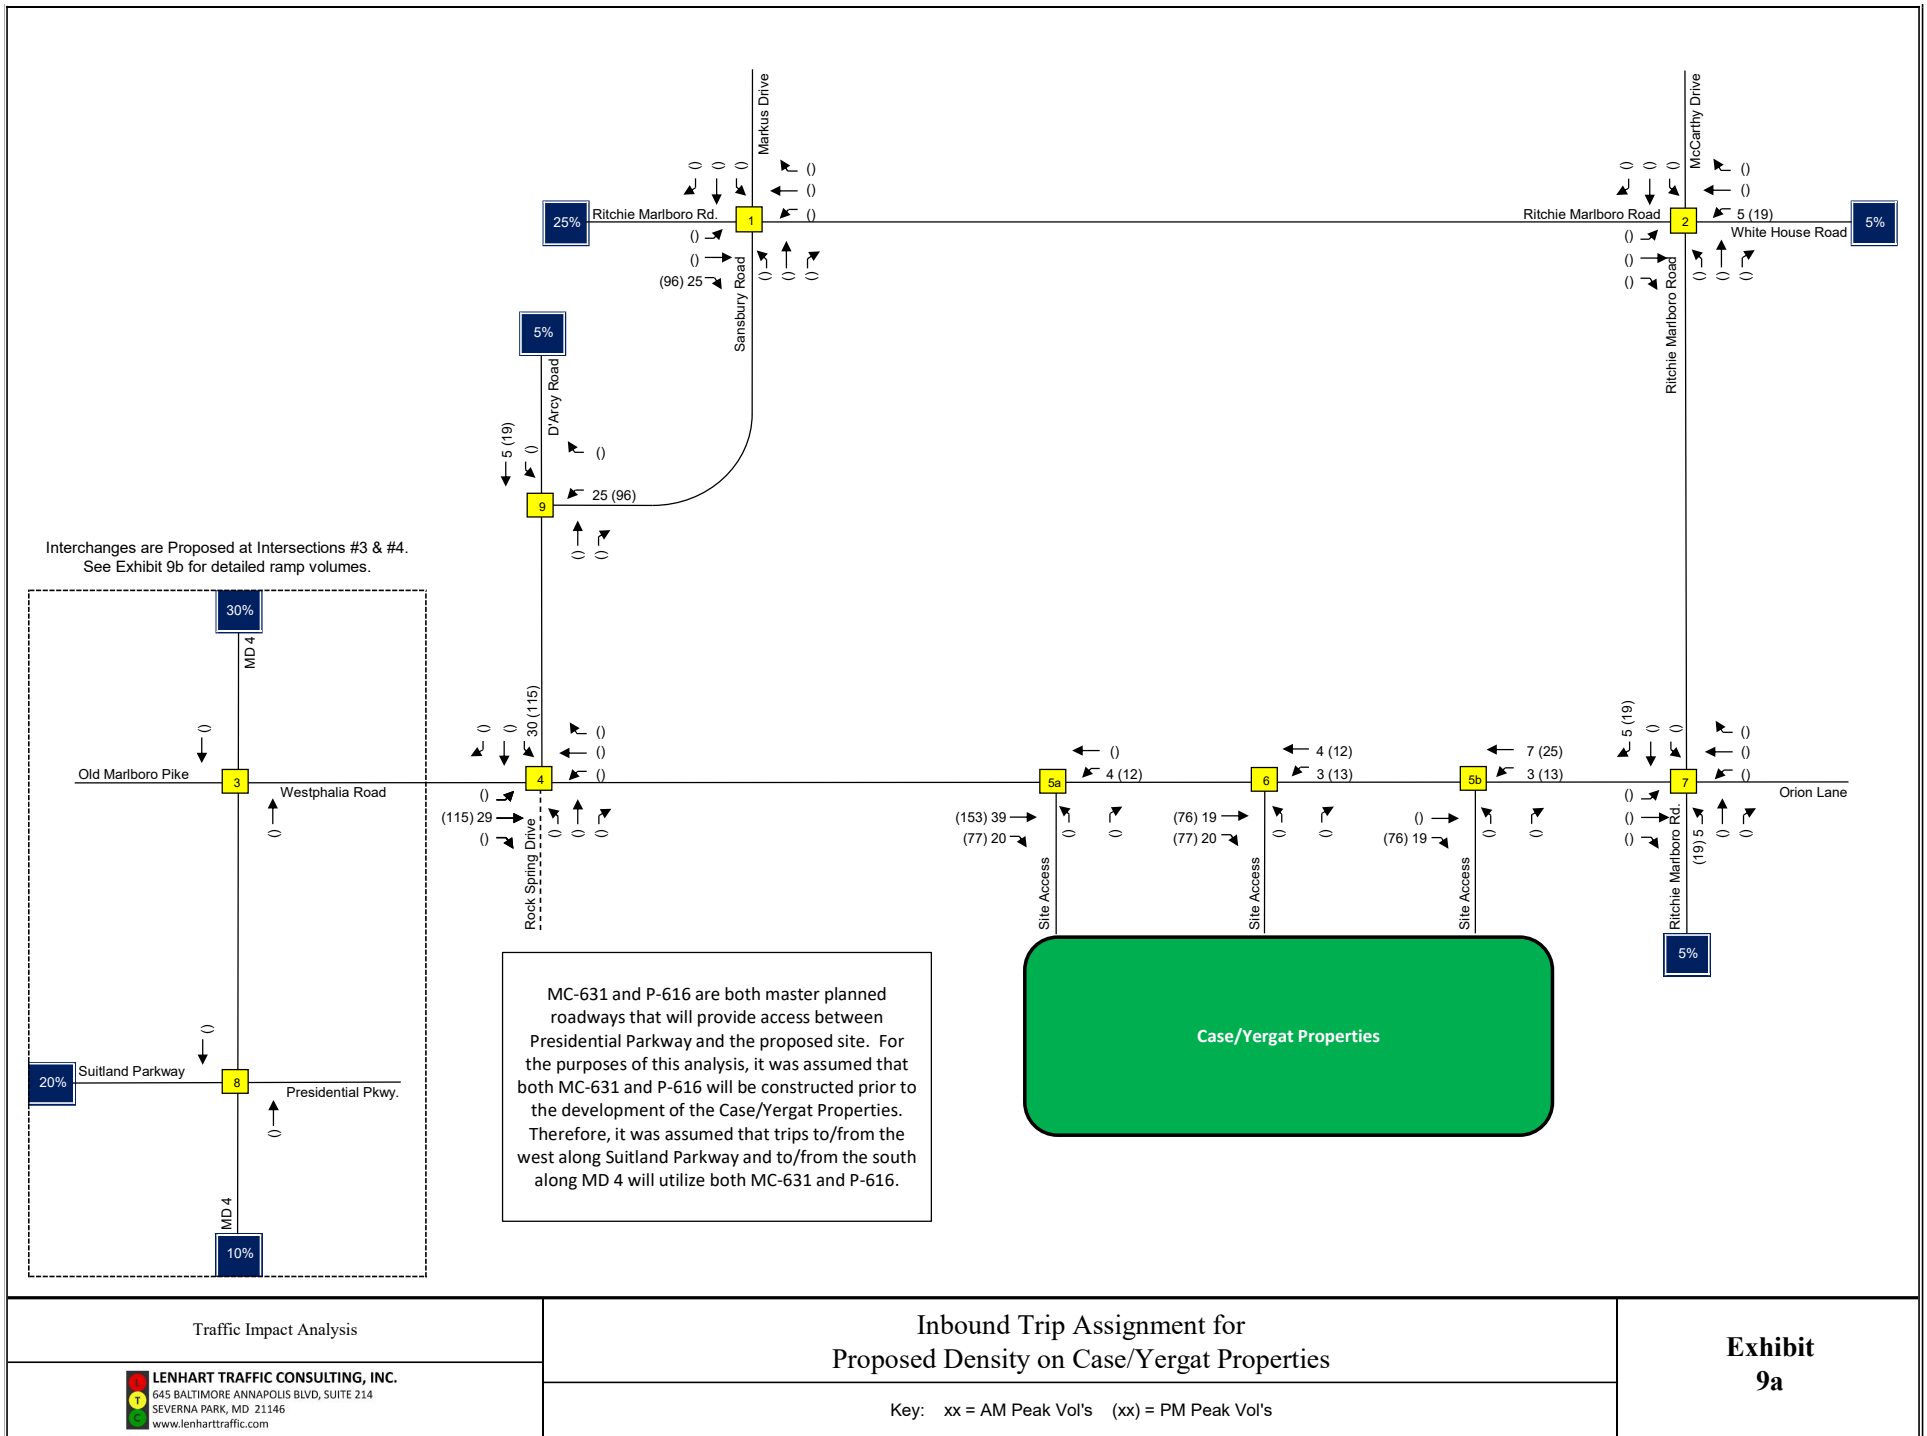 Markus Drive
McCarthy Drive
() () () ()
()
()
25%
Ritchie Marlboro Rd.
1
()
()
(96) 25
Sansbury Road
() () ()
() () () ()
()
5 (19)
Ritchie Marlboro Road
2
White House Road
5%
()
()
()
Ritchie Marlboro Road
() () ()
5%
D'Arcy Road
5 (19)
()
()
9
25 (96)
() ()
Interchanges are Proposed at Intersections #3 & #4.
See Exhibit 9b for detailed ramp volumes.
30%
MD 4
()
Old Marlboro Pike
3
Westphalia Road
()
() () 30 (115)
()
()
()
4
()
(115) 29
()
Rock Spring Drive
() () ()
()
4 (12)
5a
(153) 39
(77) 20
() ()
Site Access
4 (12)
3 (13)
6
(76) 19
(77) 20
() ()
Site Access
7 (25)
3 (13)
5b
()
(76) 19
() ()
Site Access
5 (19) () ()
()
()
()
7
Orion Lane
()
()
()
Ritchie Marlboro Rd.
(19) 5 () ()
5%
()
20%
Suitland Parkway
8
Presidential Pkwy.
()
MD 4
10%
MC-631 and P-616 are both master planned
roadways that will provide access between
Presidential Parkway and the proposed site. For
the purposes of this analysis, it was assumed that
both MC-631 and P-616 will be constructed prior to
the development of the Case/Yergat Properties.
Therefore, it was assumed that trips to/from the
west along Suitland Parkway and to/from the south
along MD 4 will utilize both MC-631 and P-616.
Case/Yergat Properties
Traffic Impact Analysis
L
T
C
LENHART TRAFFIC CONSULTING, INC.
645 BALTIMORE ANNAPOLIS BLVD, SUITE 214
SEVERNA PARK, MD 21146
www.lenharttraffic.com
Inbound Trip Assignment for
Proposed Density on Case/Yergat Properties
Key: xx = AM Peak Vol's (xx) = PM Peak Vol's
Exhibit
9a